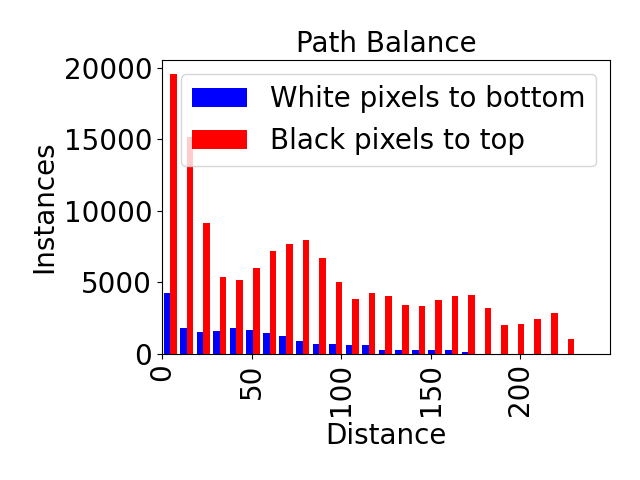 Path Balance
20000
15000
10000
5000
0
Instances
White pixels to bottom
Black pixels to top
0
50
100
150
200
Distance